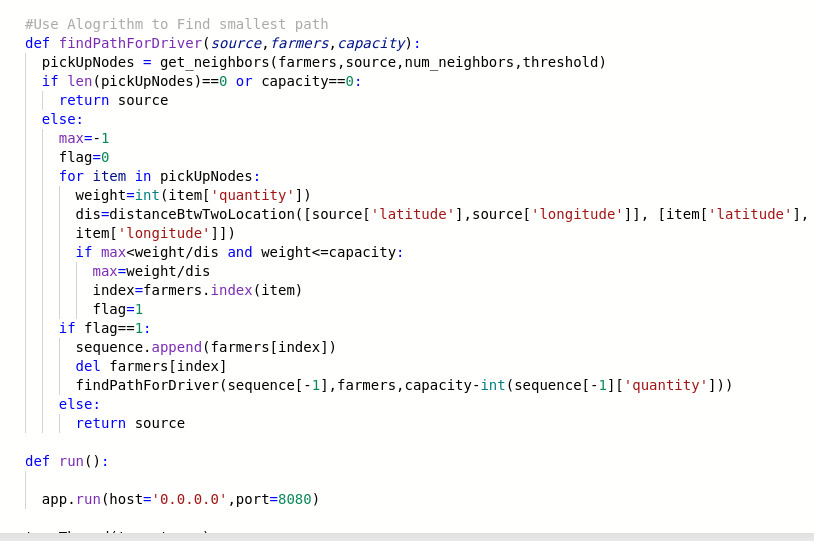 #Use Alogrithm to Find smallest path
def findPathForDriver(source,farmers,capacity):
pickUpNodes = get_neighbors(farmers,source,num_neighbors,threshold)
if len(pickUpNodes)==0 or capacity==0:
return source
else:
max=-1
flag=0
for item in pickUpNodes:
weight=int(item['quantity'])
dis=distanceBtwTwoLocation([source['latitude'],source['longitude']], [item['latitude'],
item['longitude']])
if max<weight/dis and weight<=capacity:
max=weight/dis
index=farmers.index(item)
flag=1
if flag==1:
sequence.append(farmers[index])
del farmers[index]
findPathForDriver(sequence[-1],farmers,capacity-int(sequence[-1]['quantity']))
else:
return source
def run():
app.run(host='0.0.0.0',port=8080)